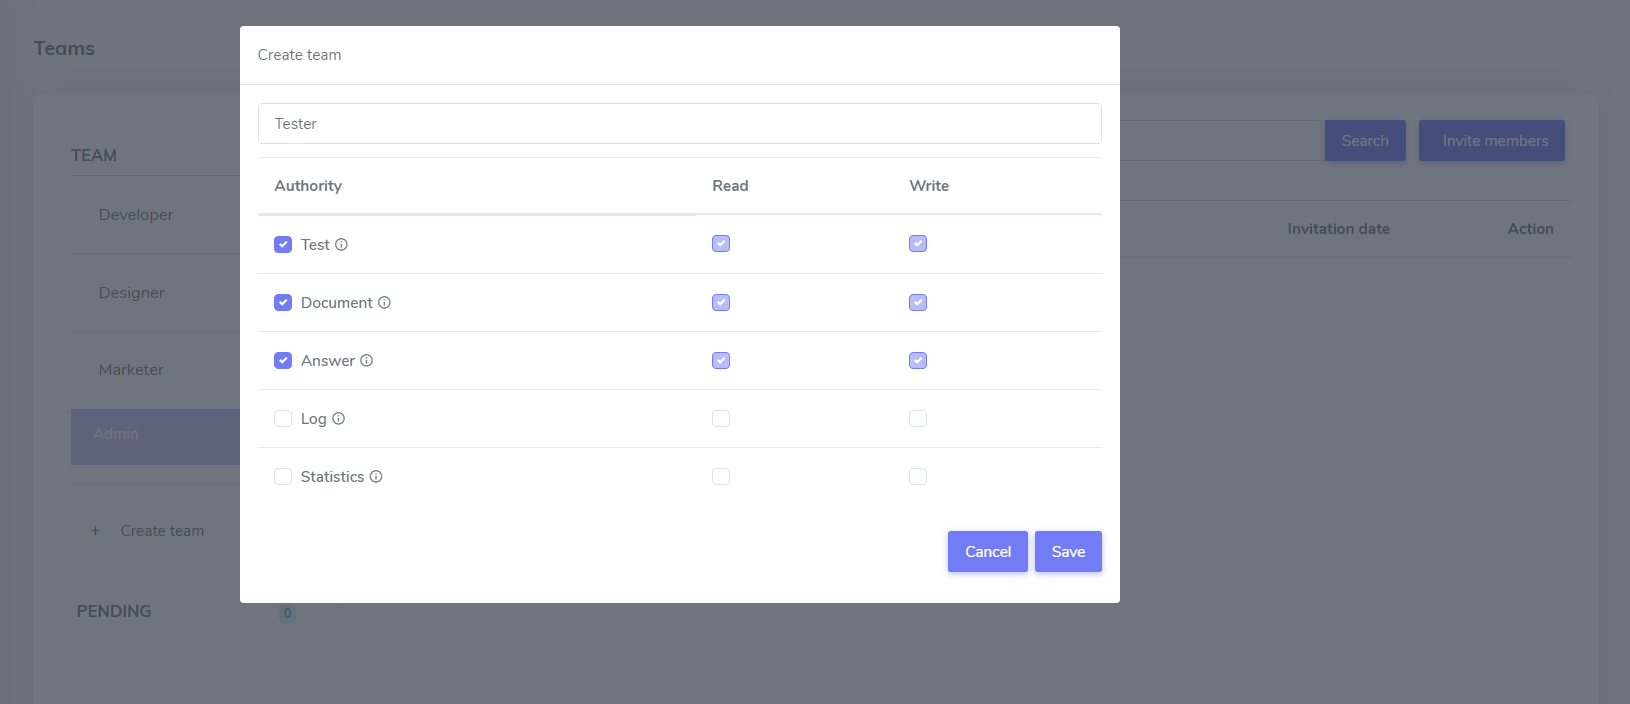 Teams
Create team
Tester
TEAM
Search
Invite members
Authority
Read
Write
Developer
Invitation date
Action
Test
Designer
Document
Marketer
Answer
Admin
Log
Statistics
+ Create team
Cancel
Save
PENDING
0